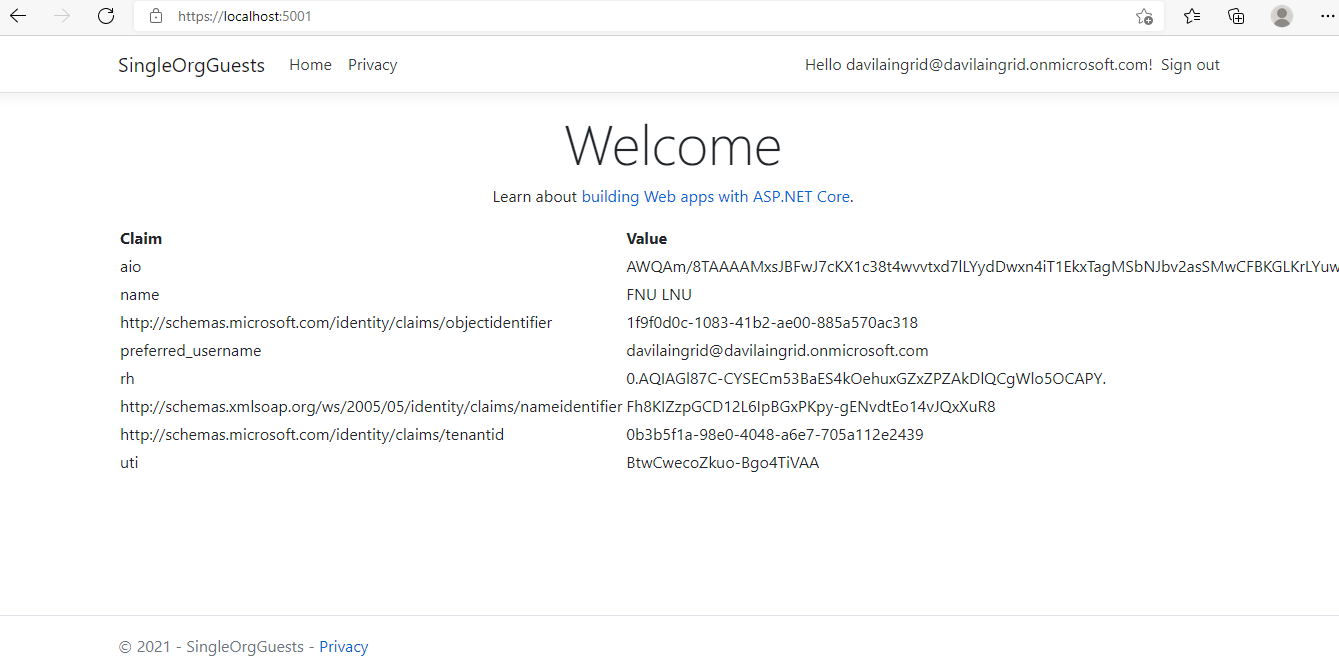 https://localhost:5001
SingleOrgGuests Home Privacy Hello davilaingrid@davilaingrid.onmicrosoft.com! Sign out
Welcome
Learn about building Web apps with ASP.NET Core.
Claim Value
aio AWQAm/8TAAAAMxsJBFwJ7cKX1c38t4wvvtxd7lLYydDwxn4iT1EkxTagMSbNJbv2asSMwCFBKGLKrLYuw
name FNU LNU
http://schemas.microsoft.com/identity/claims/objectidentifier 1f9f0d0c-1083-41b2-ae00-885a570ac318
preferred_username davilaingrid@davilaingrid.onmicrosoft.com
rh 0.AQIAGl87C-CYSECm53BaES4kOehuxGZxZPZAkDlQCgWlo5OCAPY.
http://schemas.xmlsoap.org/ws/2005/05/identity/claims/nameidentifier Fh8KIZzpGCD12L6IpBGxPKpy-gENvdtEo14vJQxXuR8
http://schemas.microsoft.com/identity/claims/tenantid 0b3b5f1a-98e0-4048-a6e7-705a112e2439
uti BtwCwecoZkuo-Bgo4TiVAA
© 2021 - SingleOrgGuests - Privacy